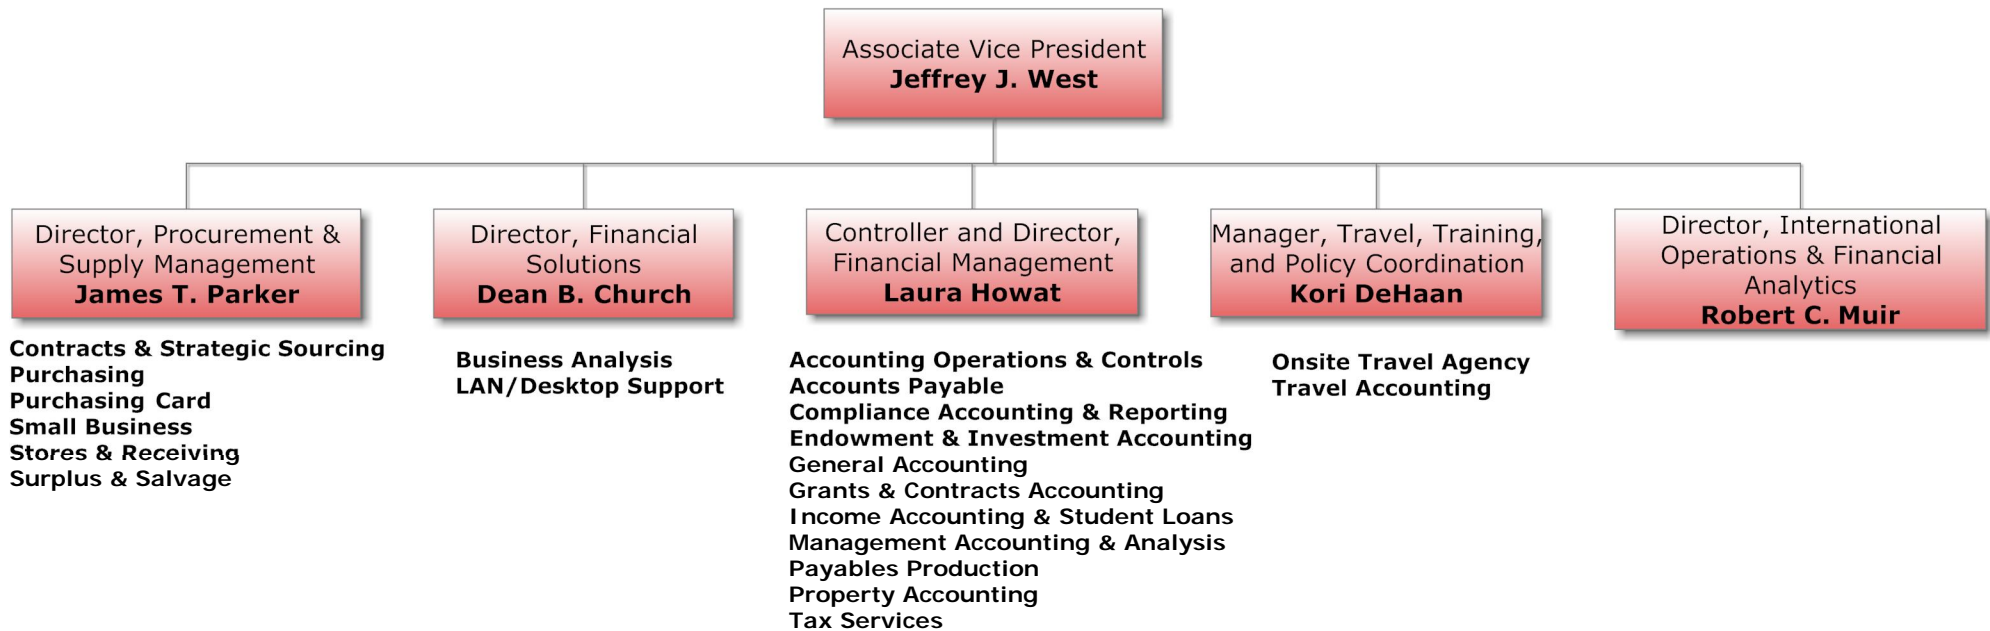 Associate Vice President
Jeffrey J. West
Director, Procurement &
Supply Management
James T. Parker
Contracts & Strategic Sourcing
Purchasing
Purchasing Card
Small Business
Stores & Receiving
Surplus & Salvage
Director, Financial
Solutions
Dean B. Church
Business Analysis
LAN/Desktop Support
Controller and Director,
Financial Management
Laura Howat
Accounting Operations & Controls
Accounts Payable
Compliance Accounting & Reporting
Endowment & Investment Accounting
General Accounting
Grants & Contracts Accounting
Income Accounting & Student Loans
Management Accounting & Analysis
Payables Production
Property Accounting
Tax Services
Manager, Travel, Training,
and Policy Coordination
Kori DeHaan
Onsite Travel Agency
Travel Accounting
Director, International
Operations & Financial
Analytics
Robert C. Muir